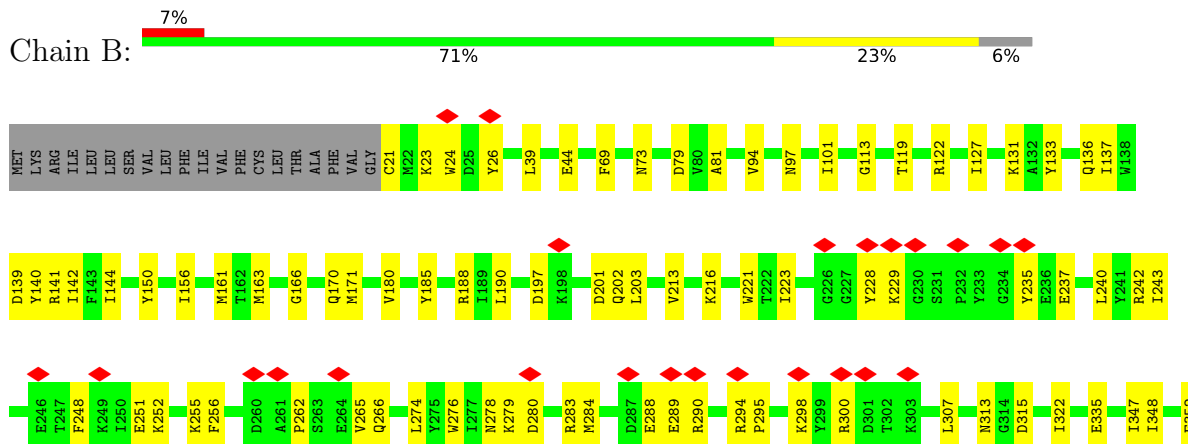 7%
Chain B:
71% 23% 6%
MET LYS ARG ILE LEU LEU SER VAL LEU PHE ILE VAL PHE CYS LEU THR ALA PHE VAL GLY C21 M22 K23 W24 D25 Y26 L39 E44 F69 N73 D79 V80 A81 V94 N97 I101 G113 T119 R122 I127 K131 A132 Y133 Q136 I137 W138
D139 Y140 R141 I142 F143 I144 Y150 I156 M161 T162 M163 G166 Q170 M171 V180 Y185 R188 I189 L190 D197 K198 D201 Q202 L203 V213 K216 W221 T222 I223 G226 G227 Y228 K229 G230 S231 P232 Y233 G234 Y235 E236 E237 L240 Y241 R242 I243
E246 T247 F248 K249 I250 E251 K252 K255 F256 D260 A261 P262 S263 E264 V265 Q266 L274 Y275 W276 I277 N278 K279 D280 R283 M284 D287 E288 E289 R290 R294 P295 K298 Y299 R300 D301 T302 K303 L307 N313 G314 D315 I322 E335 I347 I348